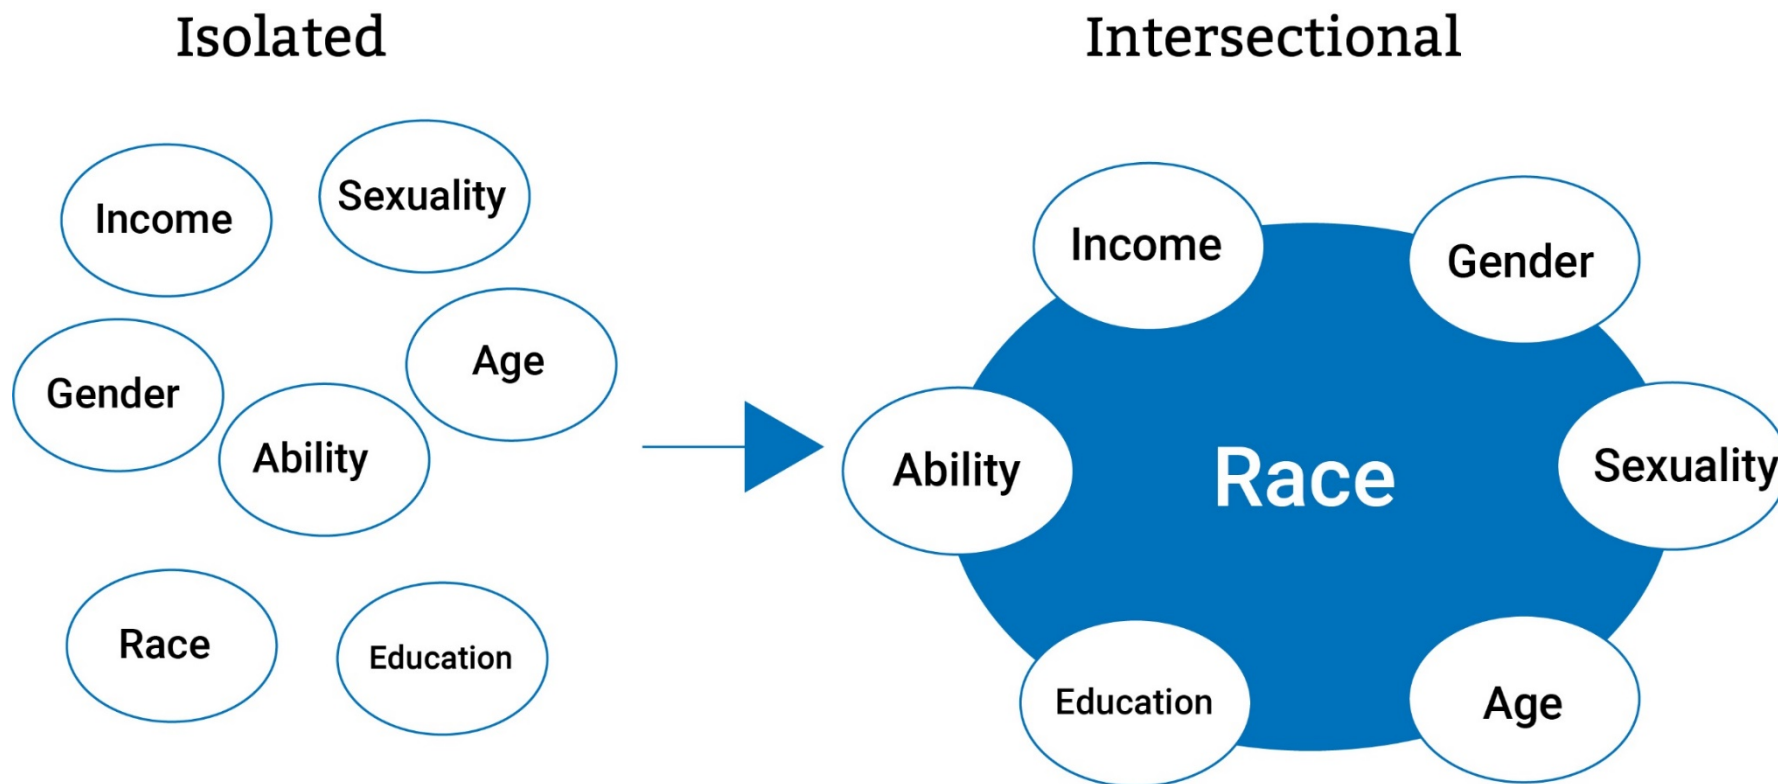 Isolated
Income
Sexuality
Gender
Age
Ability
Race
Education
Intersectional
Income
Gender
Ability
Race
Sexuality
Education
Age